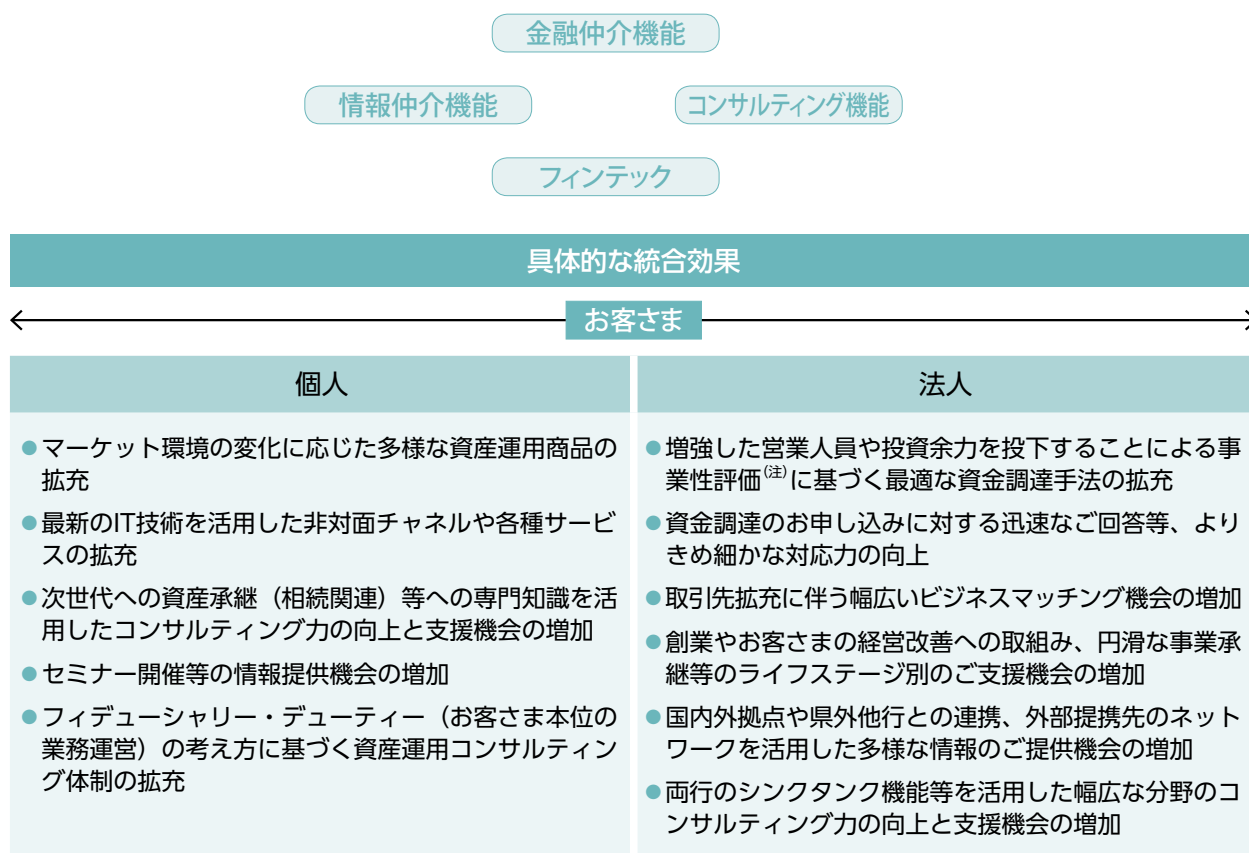 金融仲介機能
情報仲介機能
コンサルティング機能
フィンテック
具体的な統合効果
お客さま
個人
●マーケット環境の変化に応じた多様な資産運用商品の
拡充
●最新のIT技術を活用した非対面チャネルや各種サービ
スの拡充
●次世代への資産承継（相続関連）等への専門知識を活
用したコンサルティング力の向上と支援機会の増加
●セミナー開催等の情報提供機会の増加
●フィデューシャリー・デューティー（お客さま本位の
業務運営）の考え方に基づく資産運用コンサルティン
グ体制の拡充
法人
●増強した営業人員や投資余力を投下することによる事
業性評価(注)に基づく最適な資金調達手法の拡充
●資金調達のお申し込みに対する迅速なご回答等、より
きめ細かな対応力の向上
●取引先拡充に伴う幅広いビジネスマッチング機会の増加
●創業やお客さまの経営改善への取組み、円滑な事業承
継等のライフステージ別のご支援機会の増加
●国内外拠点や県外他行との連携、外部提携先のネット
ワークを活用した多様な情報のご提供機会の増加
●両行のシンクタンク機能等を活用した幅広な分野のコ
ンサルティング力の向上と支援機会の増加